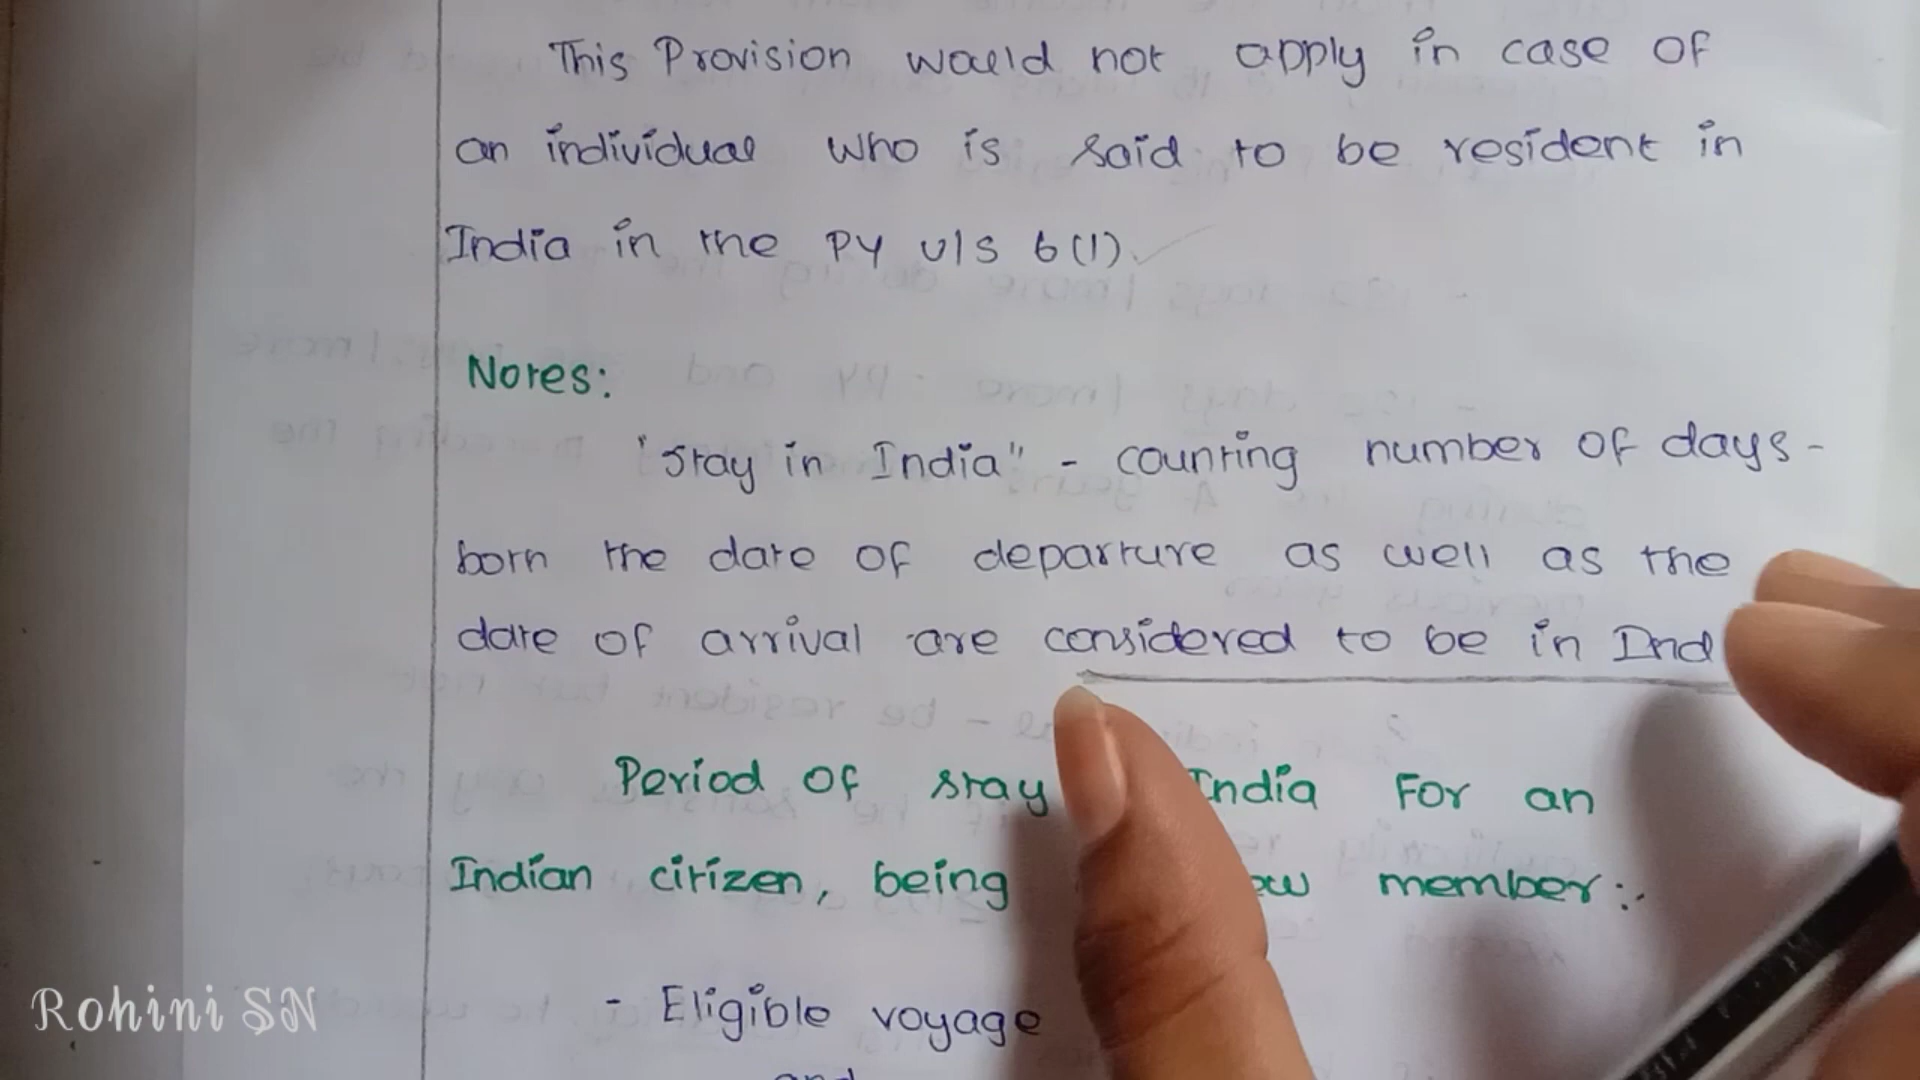 This Provision would not apply in case of
an individual who is said to be resident in
India in the PY u/s 6(1).
Notes:
"Stay in India" - counting number of days -
born the date of departure as well as the
date of arrival are considered to be in Ind
Period of stay India For an
Indian citizen, being member:-
- Eligible voyage
and
Rohini SN